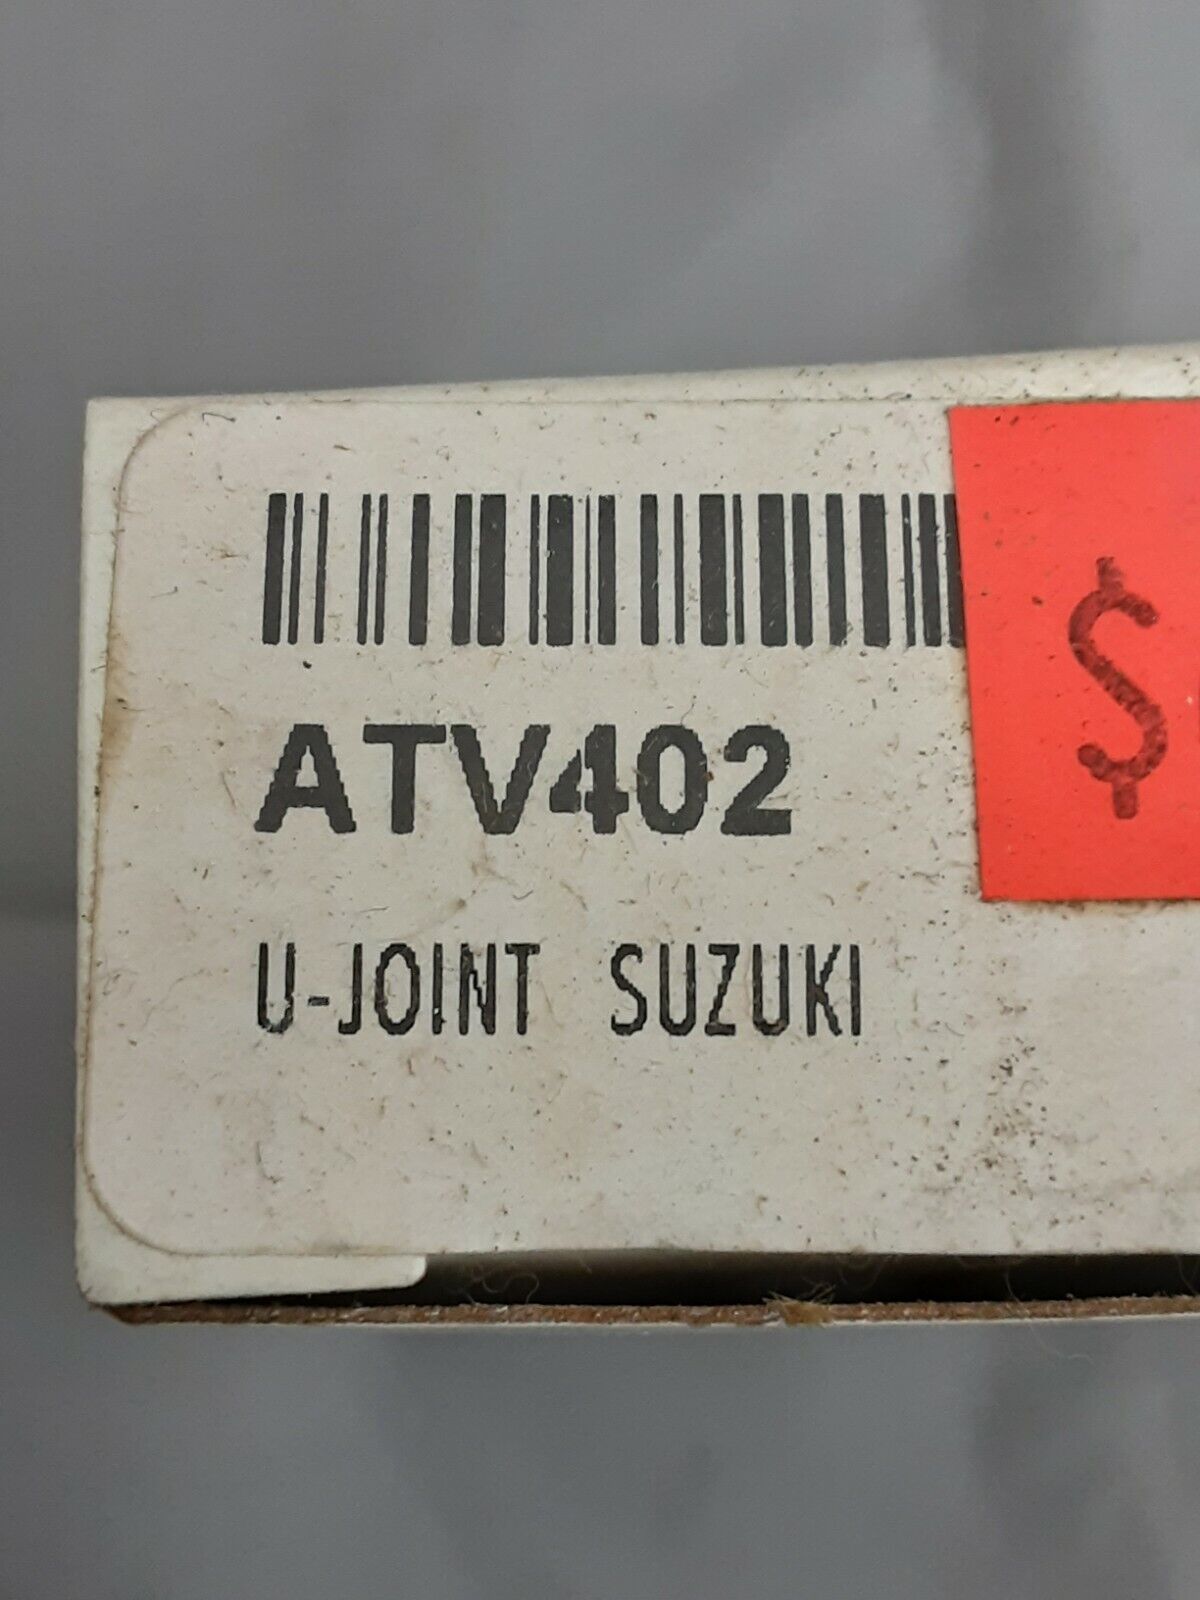 $
ATV402
U-JOINT SUZUKI